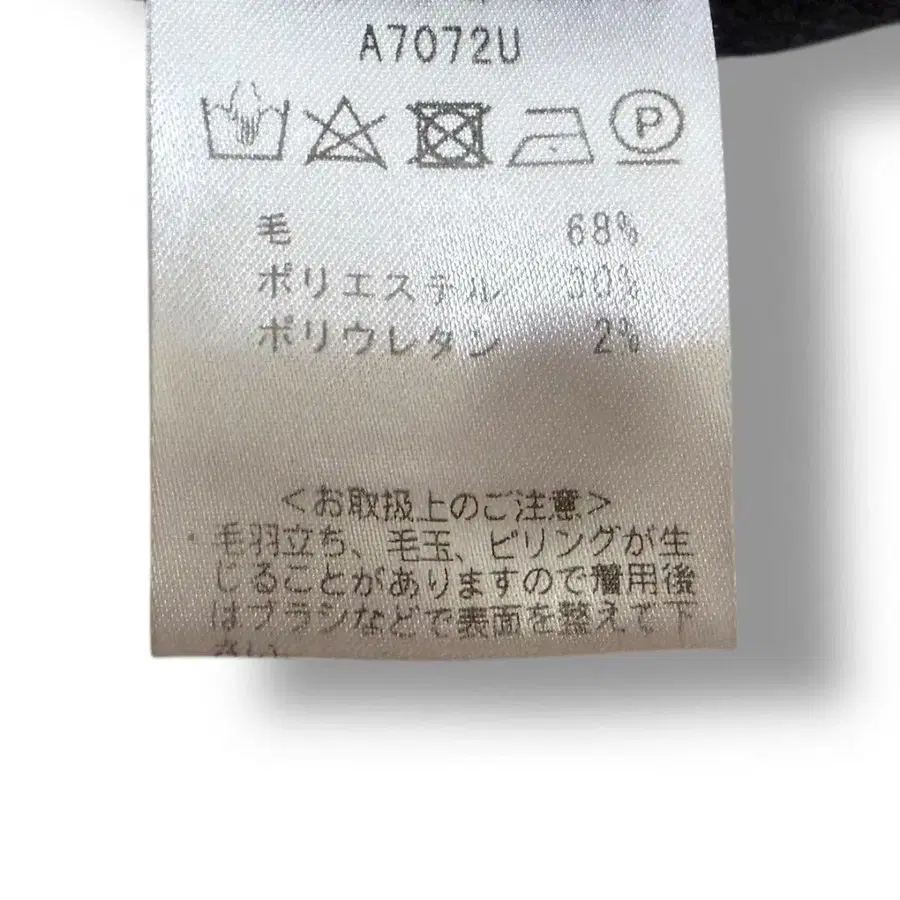 A7072U
P
毛 68%
ポリエステル 30%
ポリウレタン 2%
＜お取扱上のご注意＞
毛羽立ち、毛玉、ピリングが生
じることがありますので着用後
はブラシなどで表面を整えて下
さい。